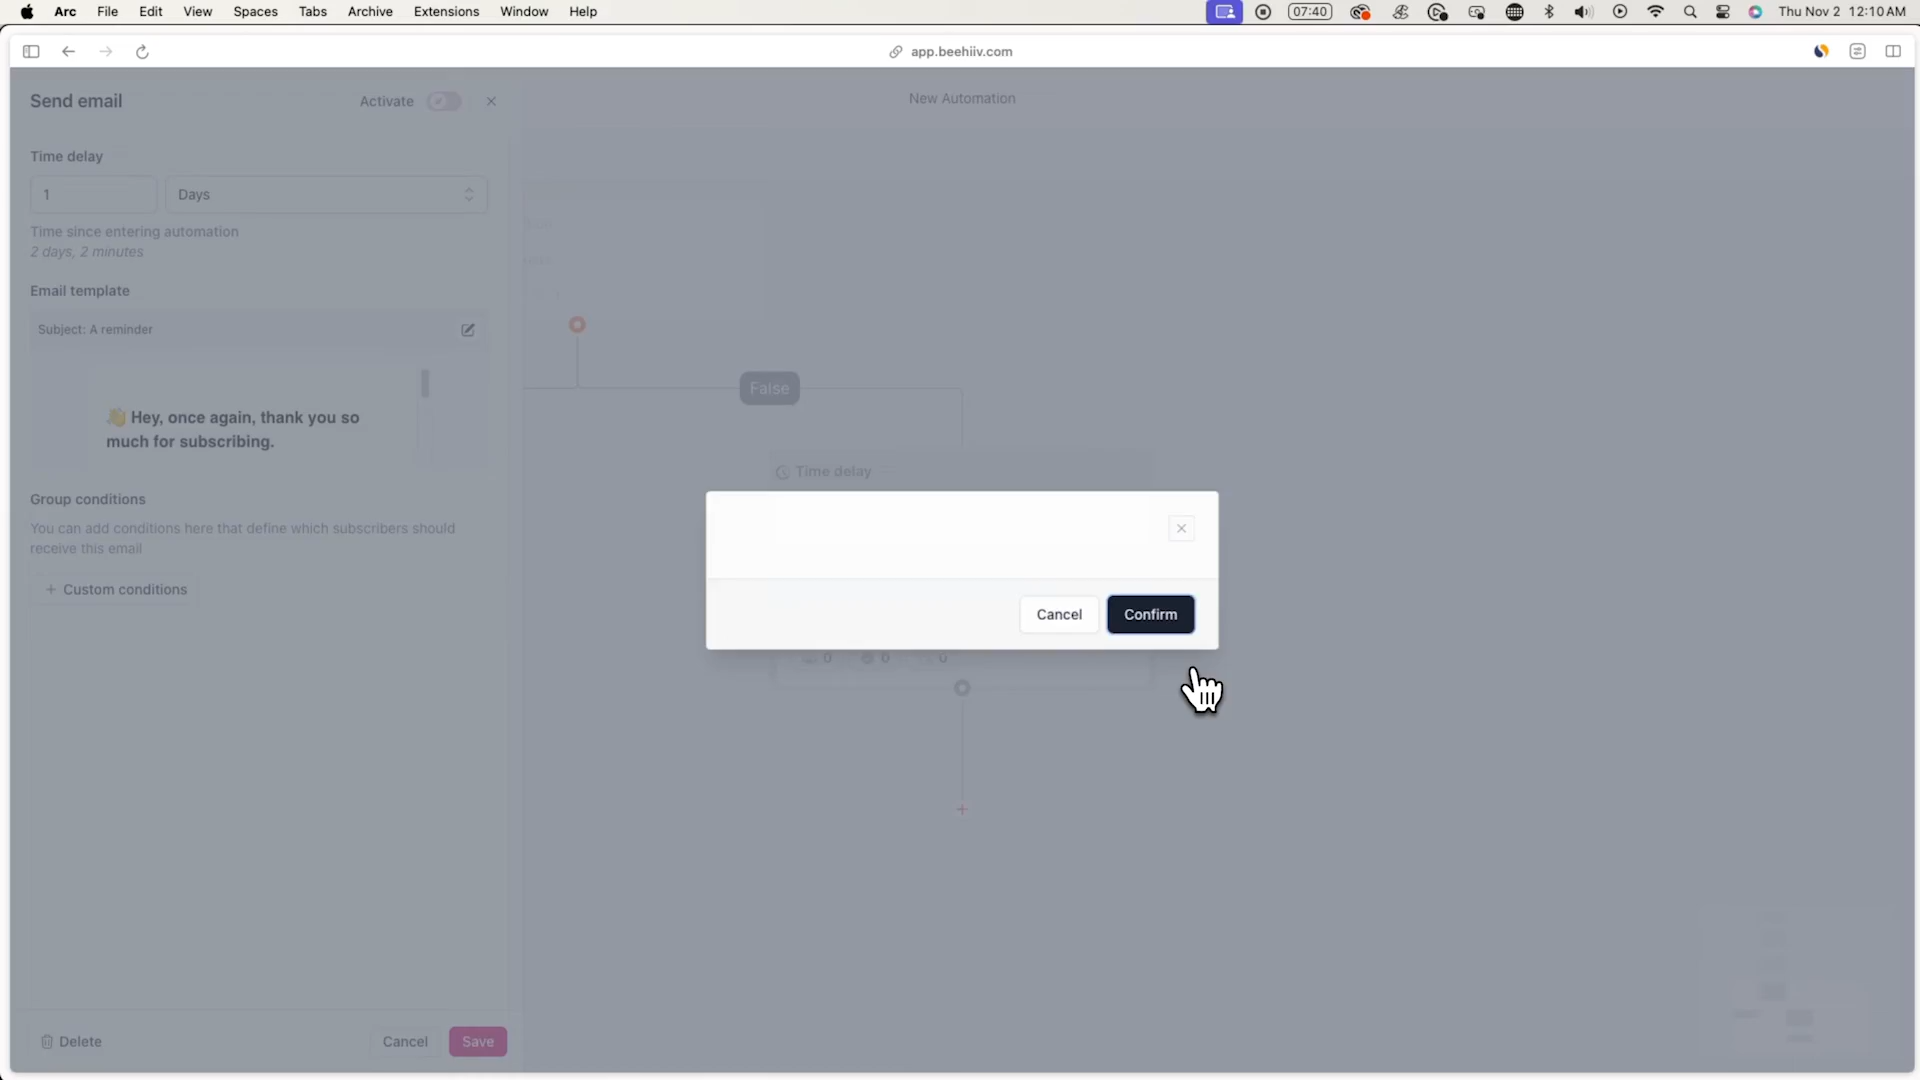 Arc File Edit View Spaces Tabs Archive Extensions Window Help 07:40 Thu Nov 2 12:10 AM
app.beehiiv.com
Send email Activate
New Automation
Time delay
1 Days
Time since entering automation
2 days, 2 minutes
Email template
Subject: A reminder
False
👋 Hey, once again, thank you so
much for subscribing.
Time delay
Group conditions
You can add conditions here that define which subscribers should
receive this email
+ Custom conditions
Cancel Confirm
0 0 0
Delete Cancel Save